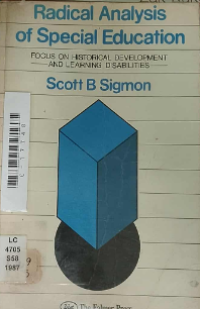 Radical Analysis
of Special Education
FOCUS ON HISTORICAL DEVELOPMENT
AND LEARNING DISABILITIES
Scott B Sigmon
LC
4705
S58
1987
The Falmer Press